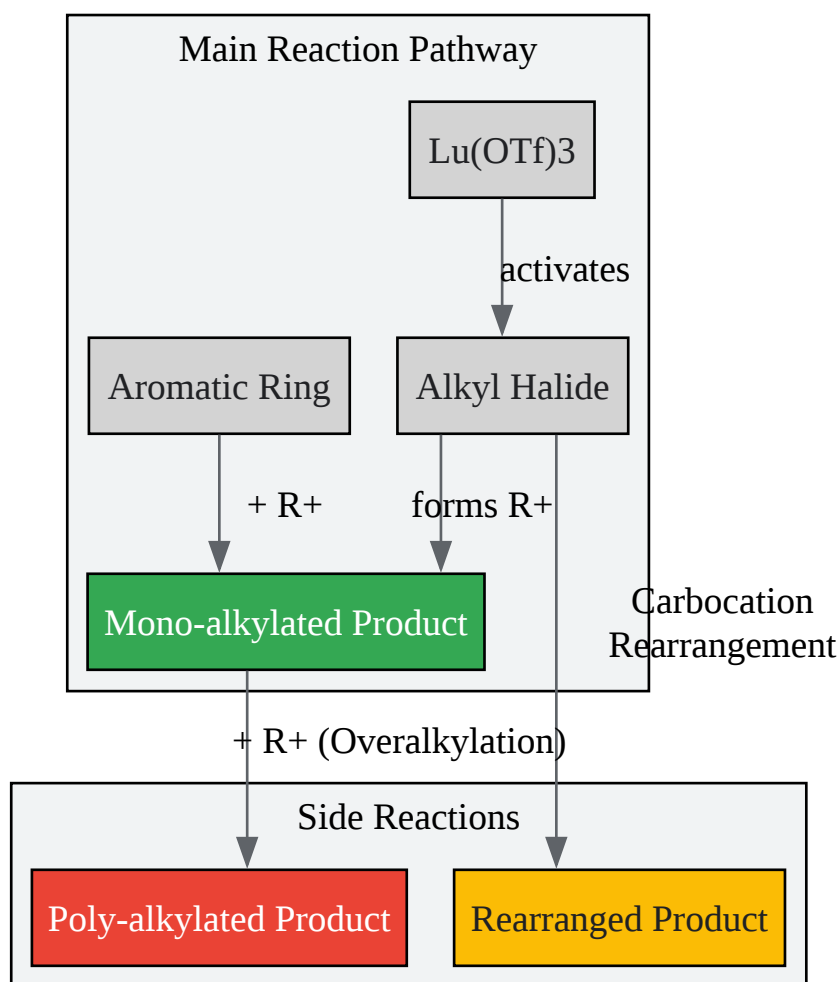 Main Reaction Pathway
Lu(OTf)3
activates
Aromatic Ring
Alkyl Halide
+ R+
forms R+
Mono-alkylated Product
Carbocation
Rearrangement
+ R+ (Overalkylation)
Side Reactions
Poly-alkylated Product
Rearranged Product